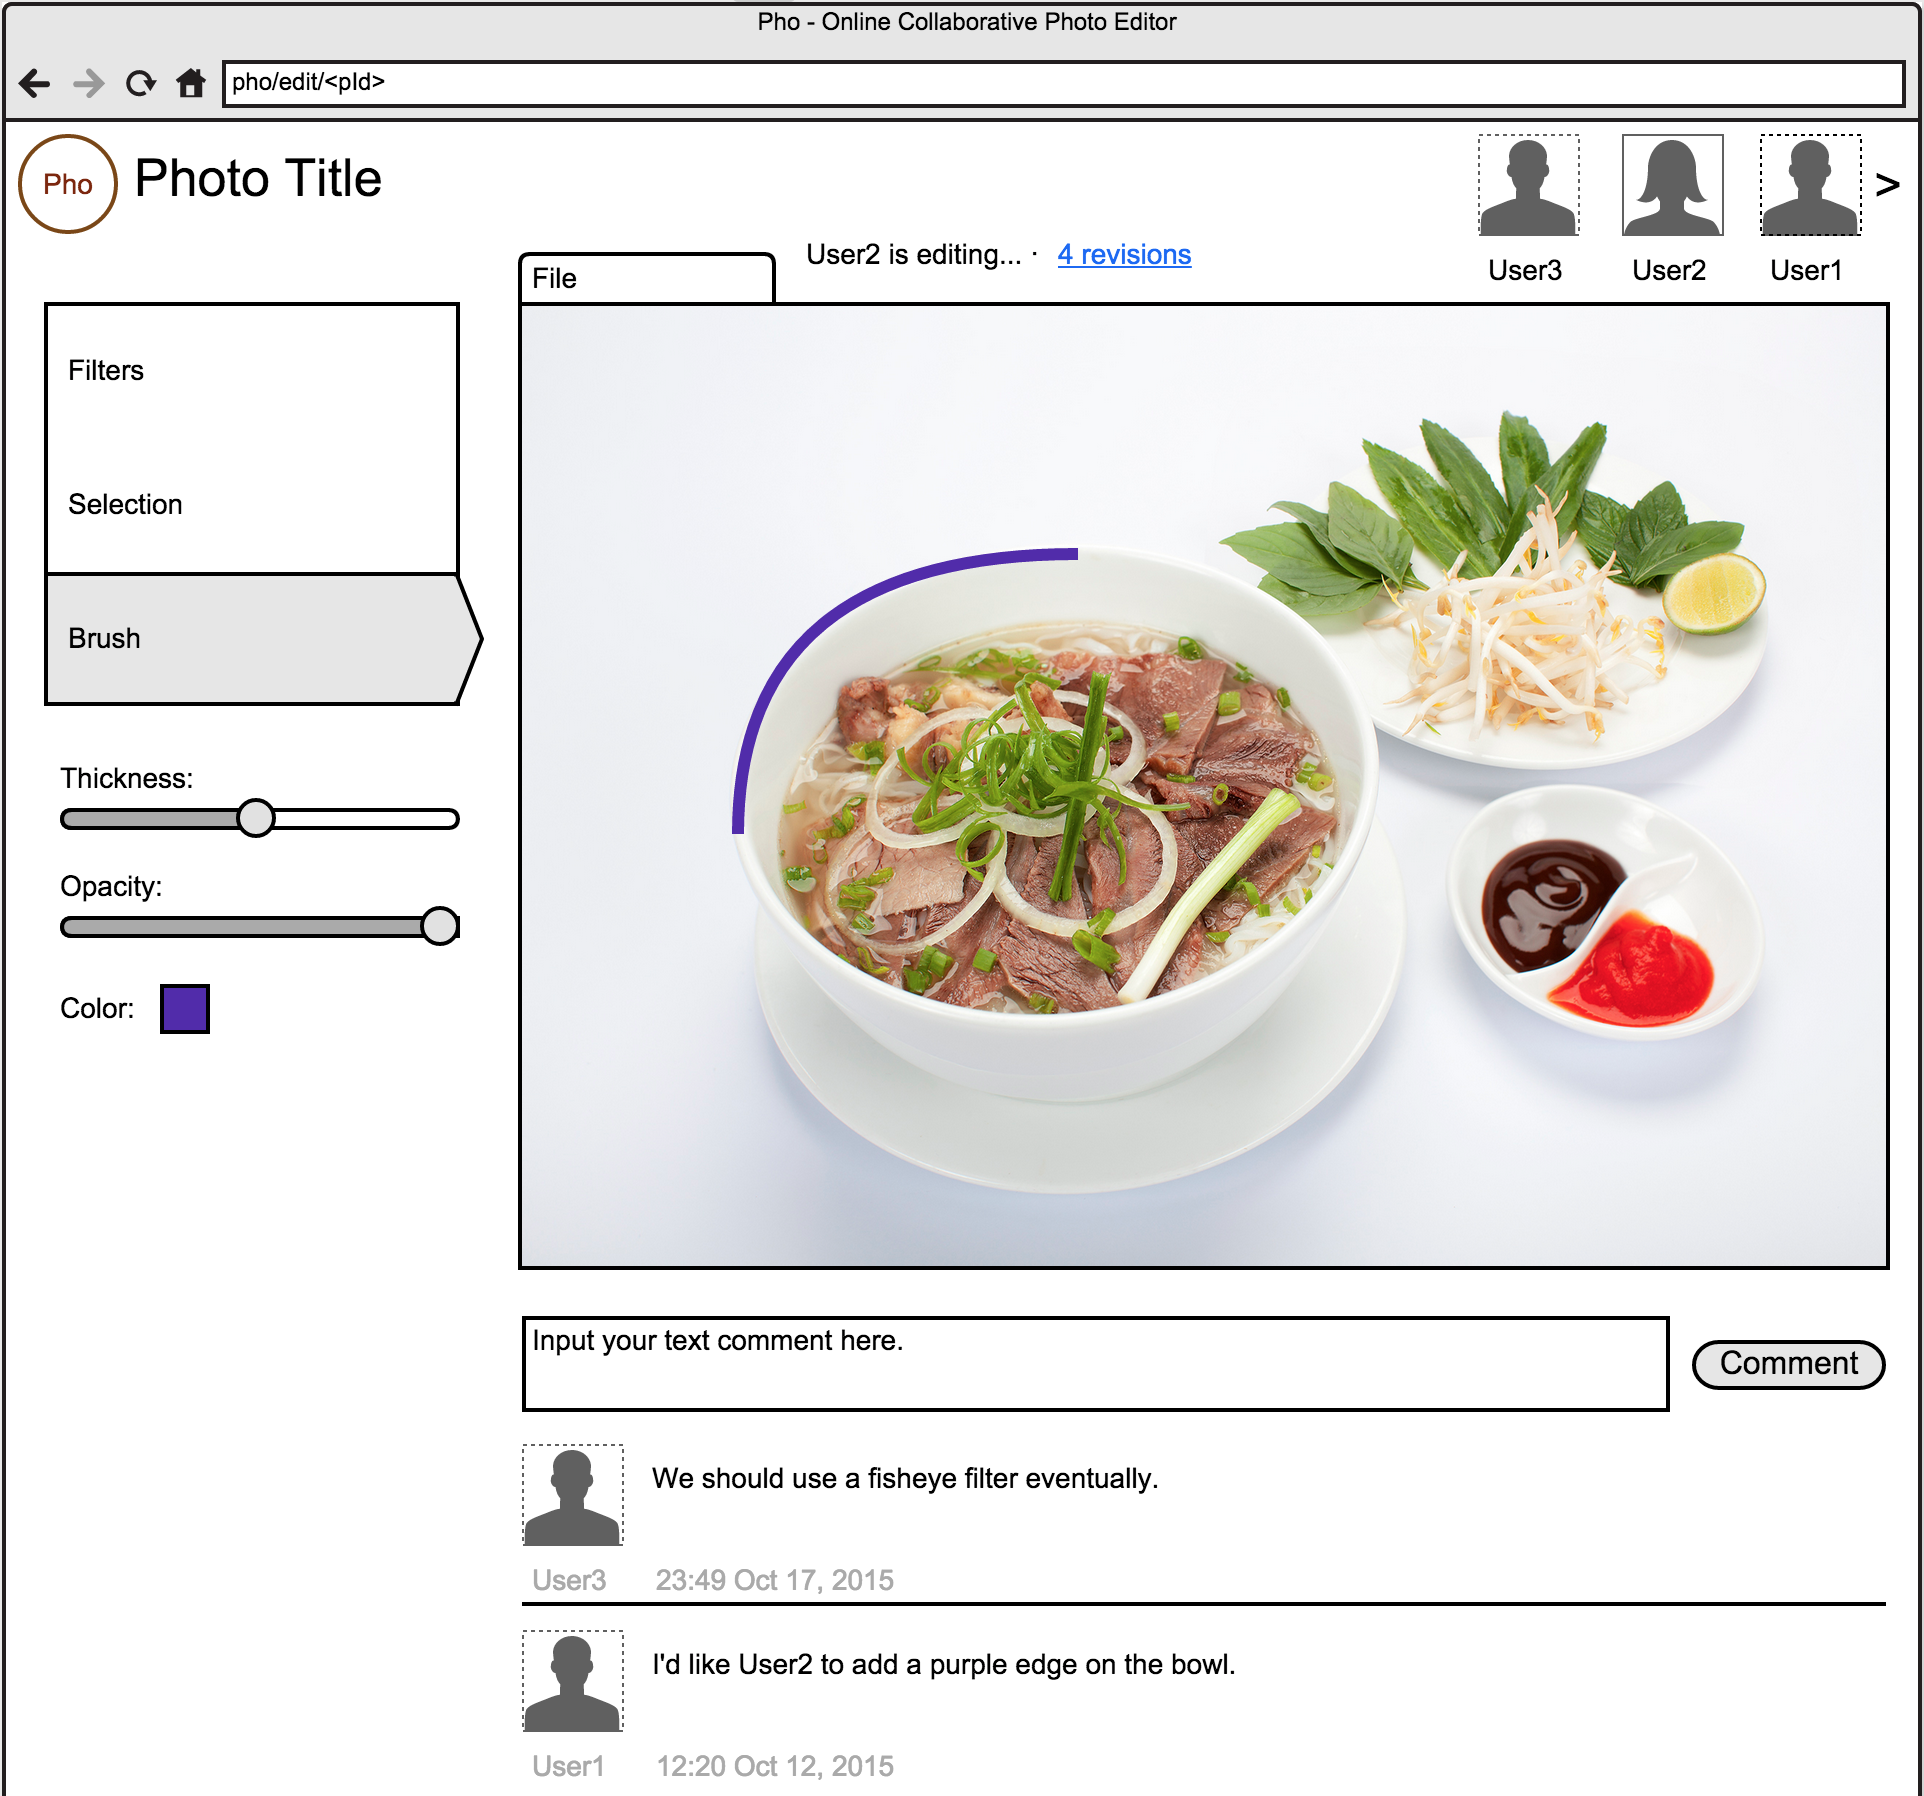 Pho - Online Collaborative Photo Editor
pho/edit/<pId>
Pho
Photo Title
User3
User2
User1
>
File
User2 is editing... · 4 revisions
Filters
Selection
Brush
Thickness:
Opacity:
Color:
Input your text comment here.
Comment
We should use a fisheye filter eventually.
User3
23:49 Oct 17, 2015
I'd like User2 to add a purple edge on the bowl.
User1
12:20 Oct 12, 2015